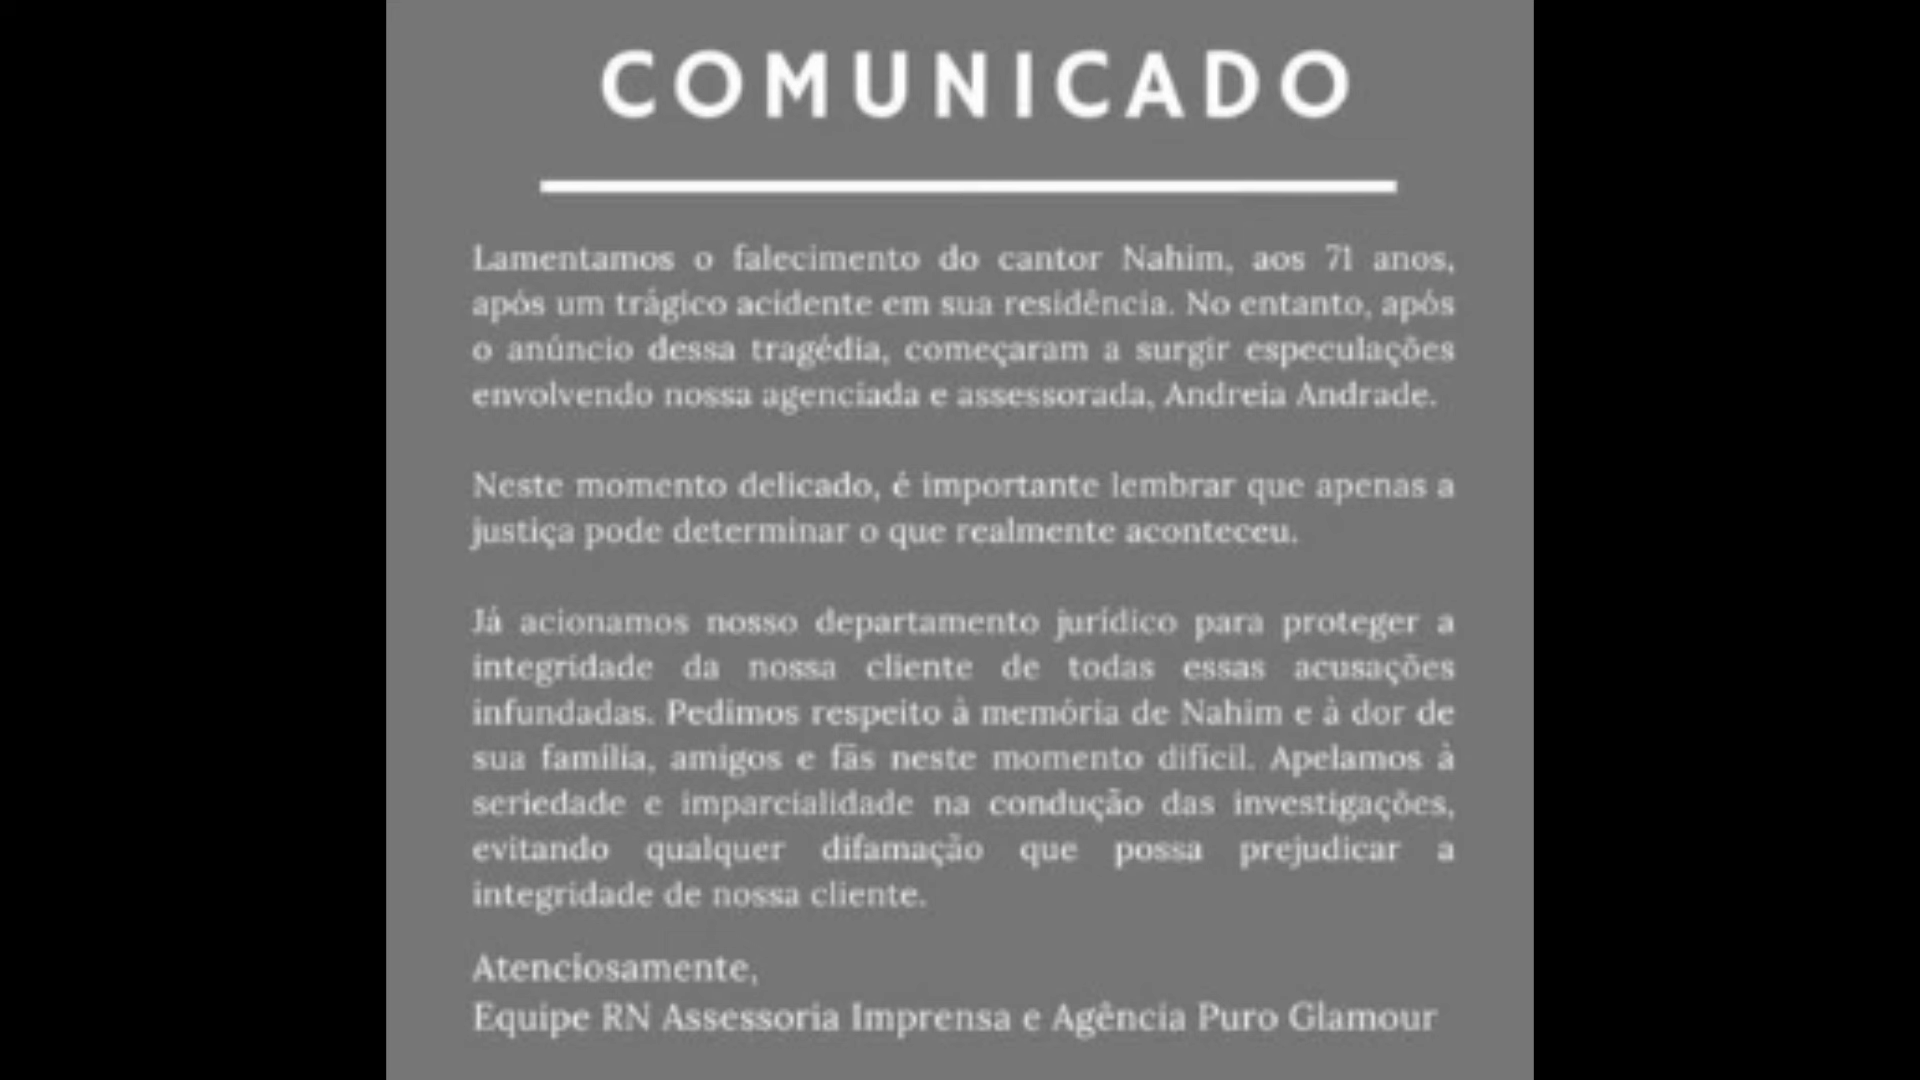 COMUNICADO
Lamentamos o falecimento do cantor Nahim, aos 71 anos,
após um trágico acidente em sua residência. No entanto, após
o anúncio dessa tragédia, começaram a surgir especulações
envolvendo nossa agenciada e assessorada, Andreia Andrade.
Neste momento delicado, é importante lembrar que apenas a
justiça pode determinar o que realmente aconteceu.
Já acionamos nosso departamento jurídico para proteger a
integridade da nossa cliente de todas essas acusações
infundadas. Pedimos respeito à memória de Nahim e à dor de
sua família, amigos e fãs neste momento difícil. Apelamos à
seriedade e imparcialidade na condução das investigações,
evitando qualquer difamação que possa prejudicar a
integridade de nossa cliente.
Atenciosamente,
Equipe RN Assessoria Imprensa e Agência Puro Glamour